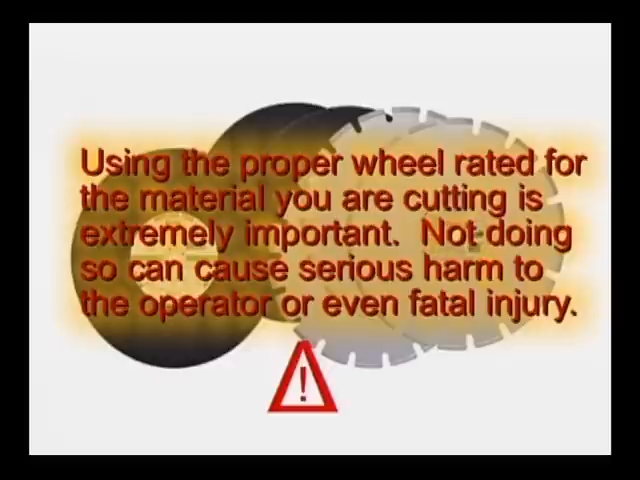 Using the proper wheel rated for
the material you are cutting is
extremely important. Not doing
so can cause serious harm to
the operator or even fatal injury.
!